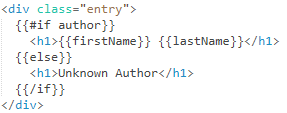 <div class="entry">
  {{#if author}}
    <h1>{{firstName}} {{lastName}}</h1>
  {{else}}
    <h1>Unknown Author</h1>
  {{/if}}
</div>